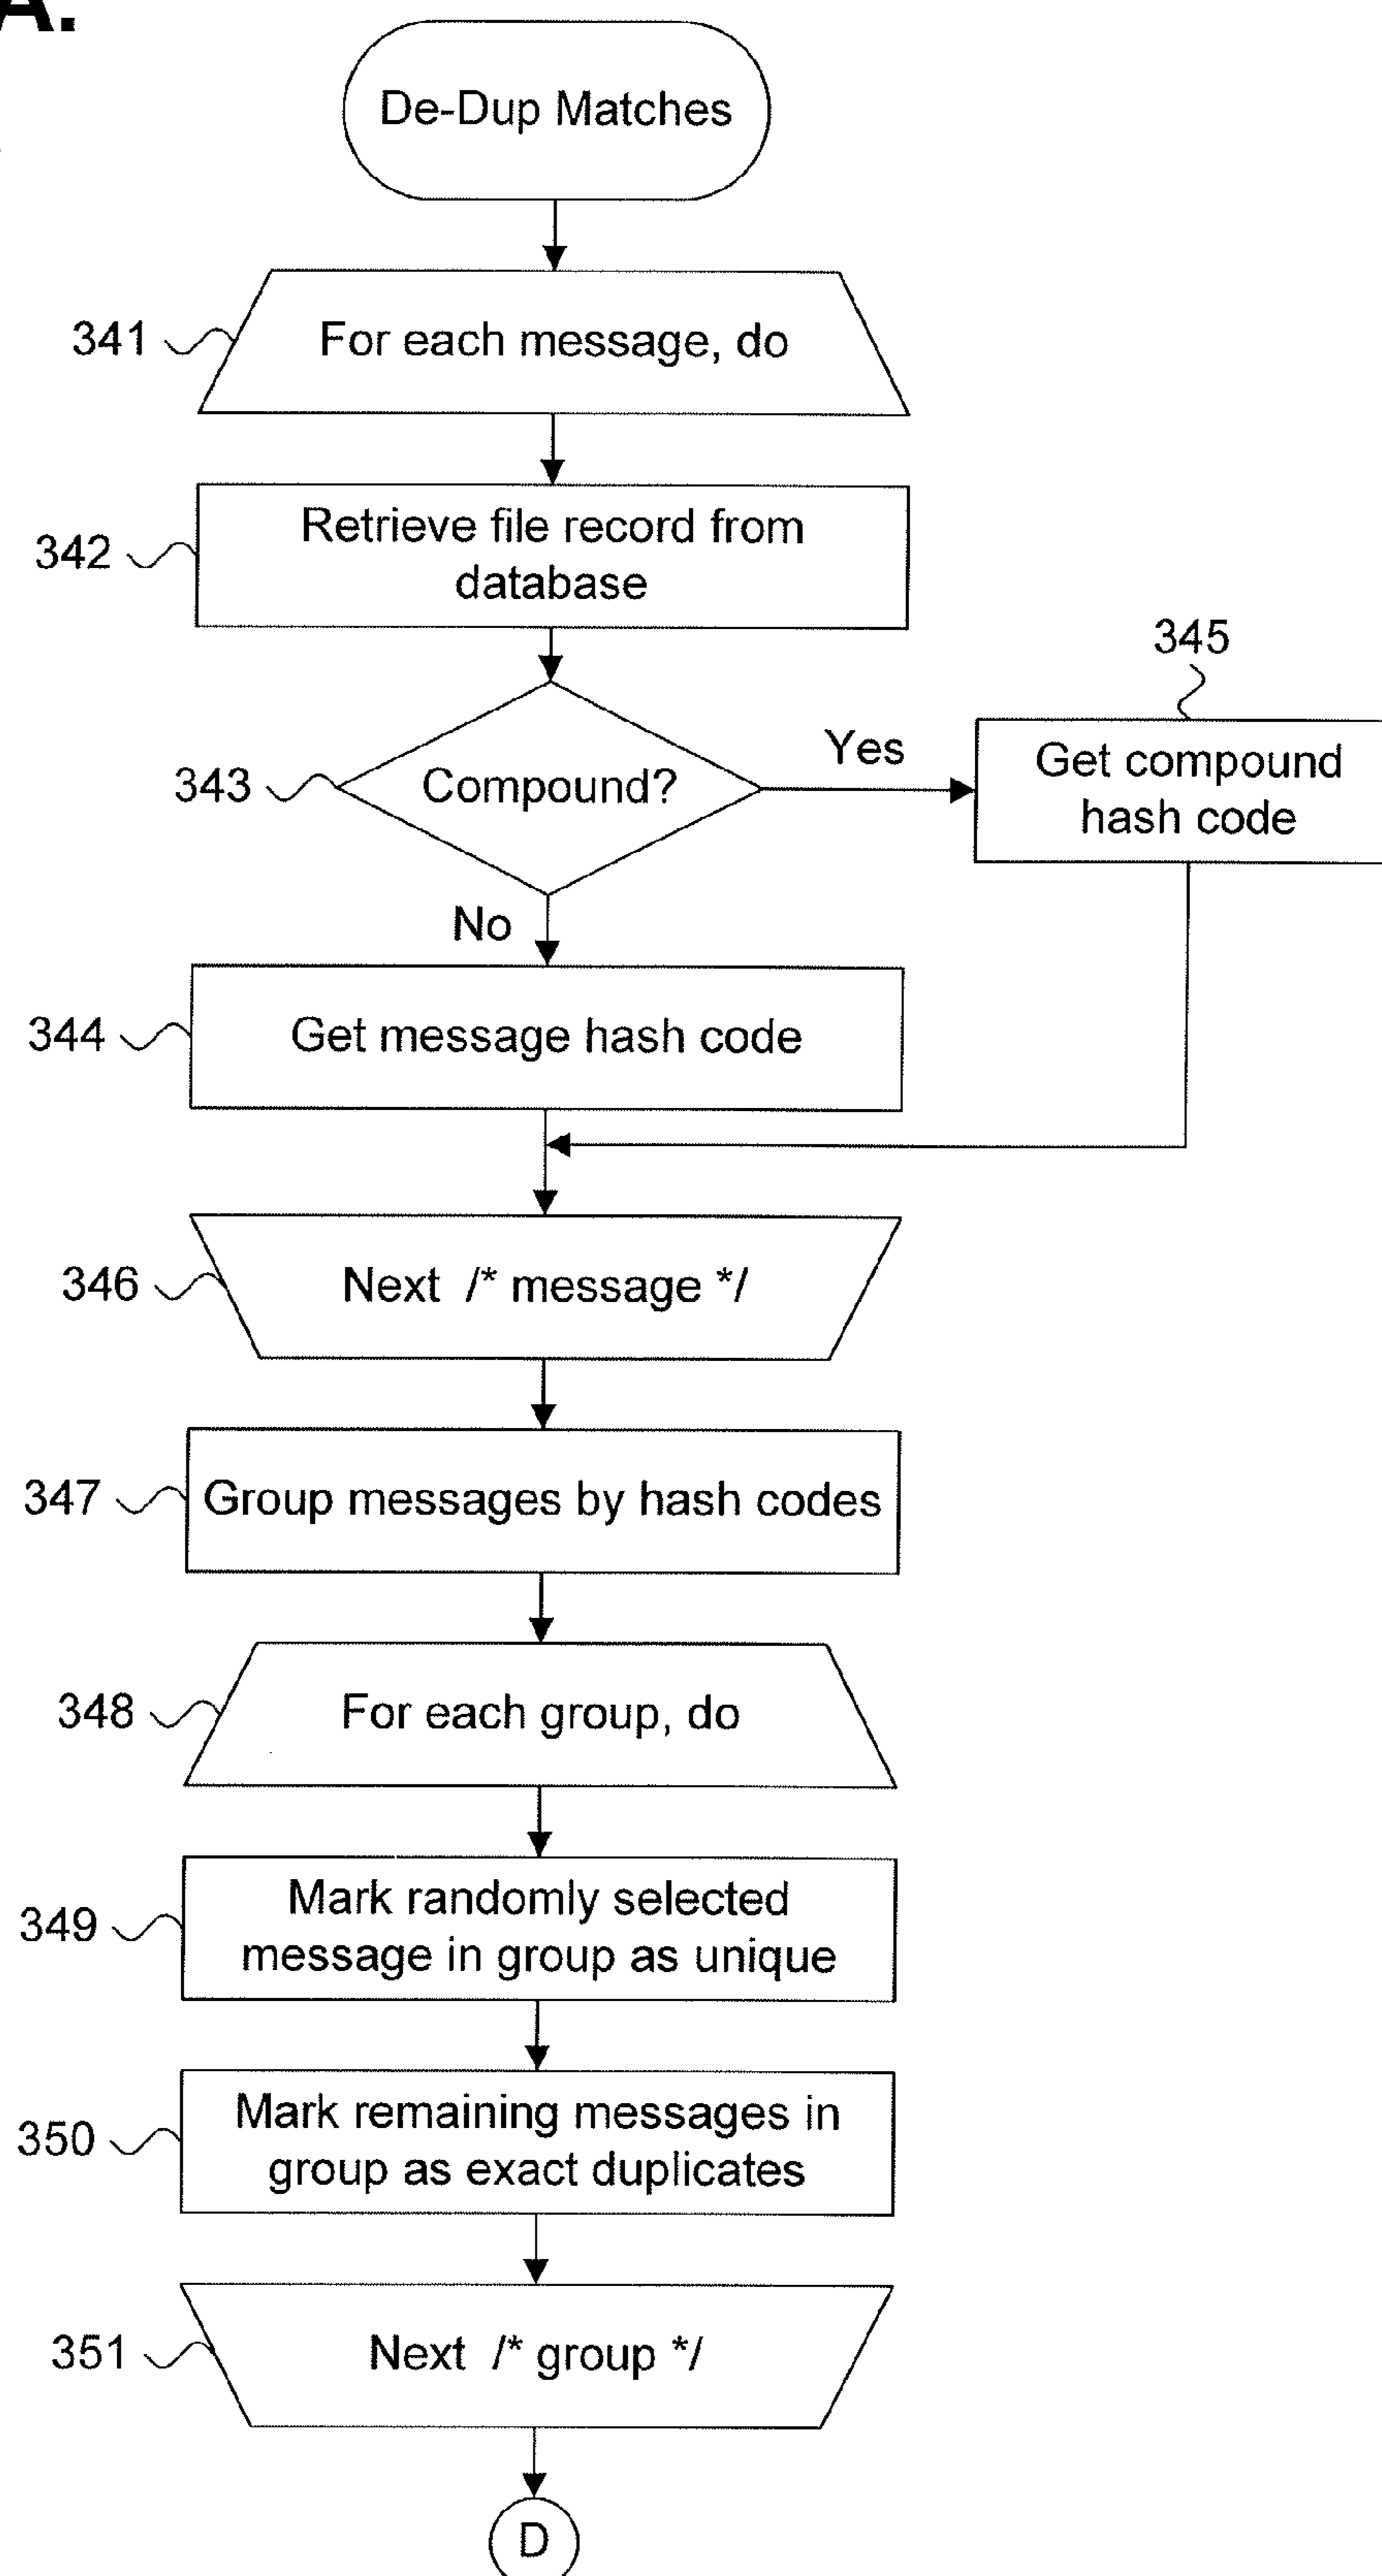 A.
De-Dup Matches
341
For each message, do
342
Retrieve file record from
database
345
343
Compound?
Yes
Get compound
hash code
No
344
Get message hash code
346
Next /* message */
347
Group messages by hash codes
348
For each group, do
349
Mark randomly selected
message in group as unique
350
Mark remaining messages in
group as exact duplicates
351
Next /* group */
D